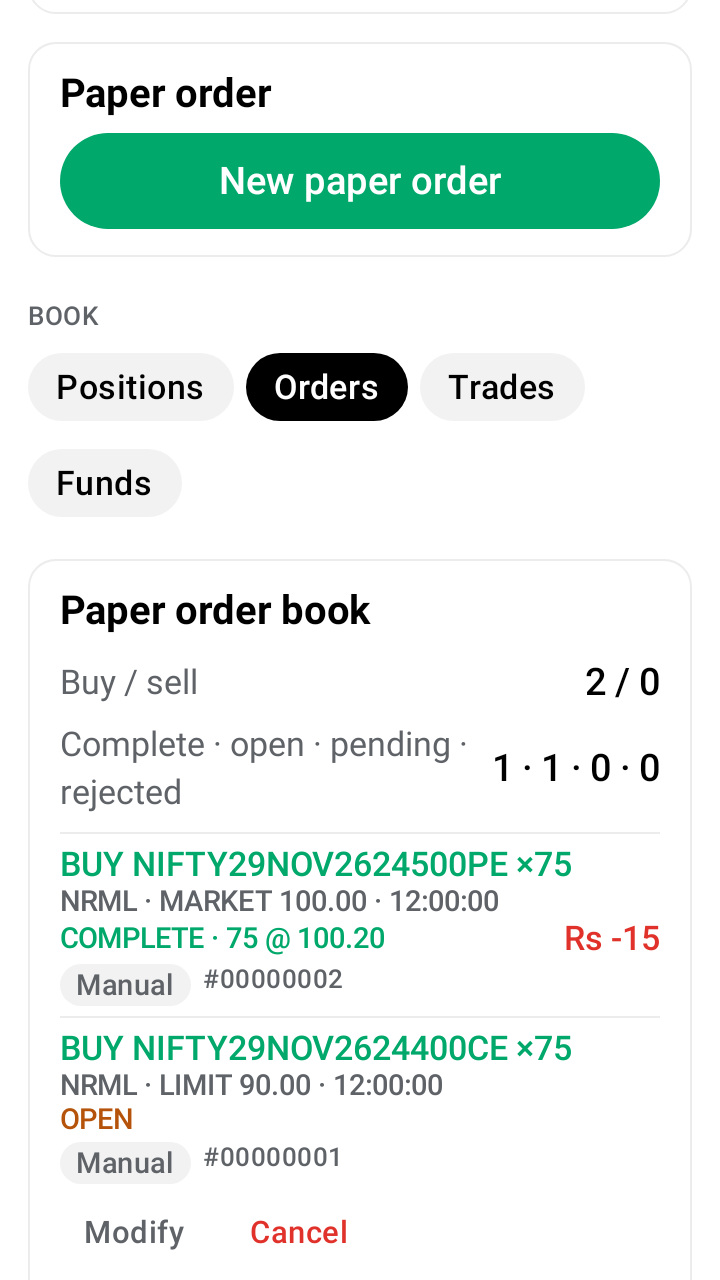 Paper order
New paper order
BOOK
Positions
Orders
Trades
Funds
Paper order book
Buy / sell 2 / 0
Complete · open · pending ·
rejected 1 · 1 · 0 · 0
BUY NIFTY29NOV2624500PE ×75
NRML · MARKET 100.00 · 12:00:00
COMPLETE · 75 @ 100.20 Rs -15
Manual #00000002
BUY NIFTY29NOV2624400CE ×75
NRML · LIMIT 90.00 · 12:00:00
OPEN
Manual #00000001
Modify Cancel